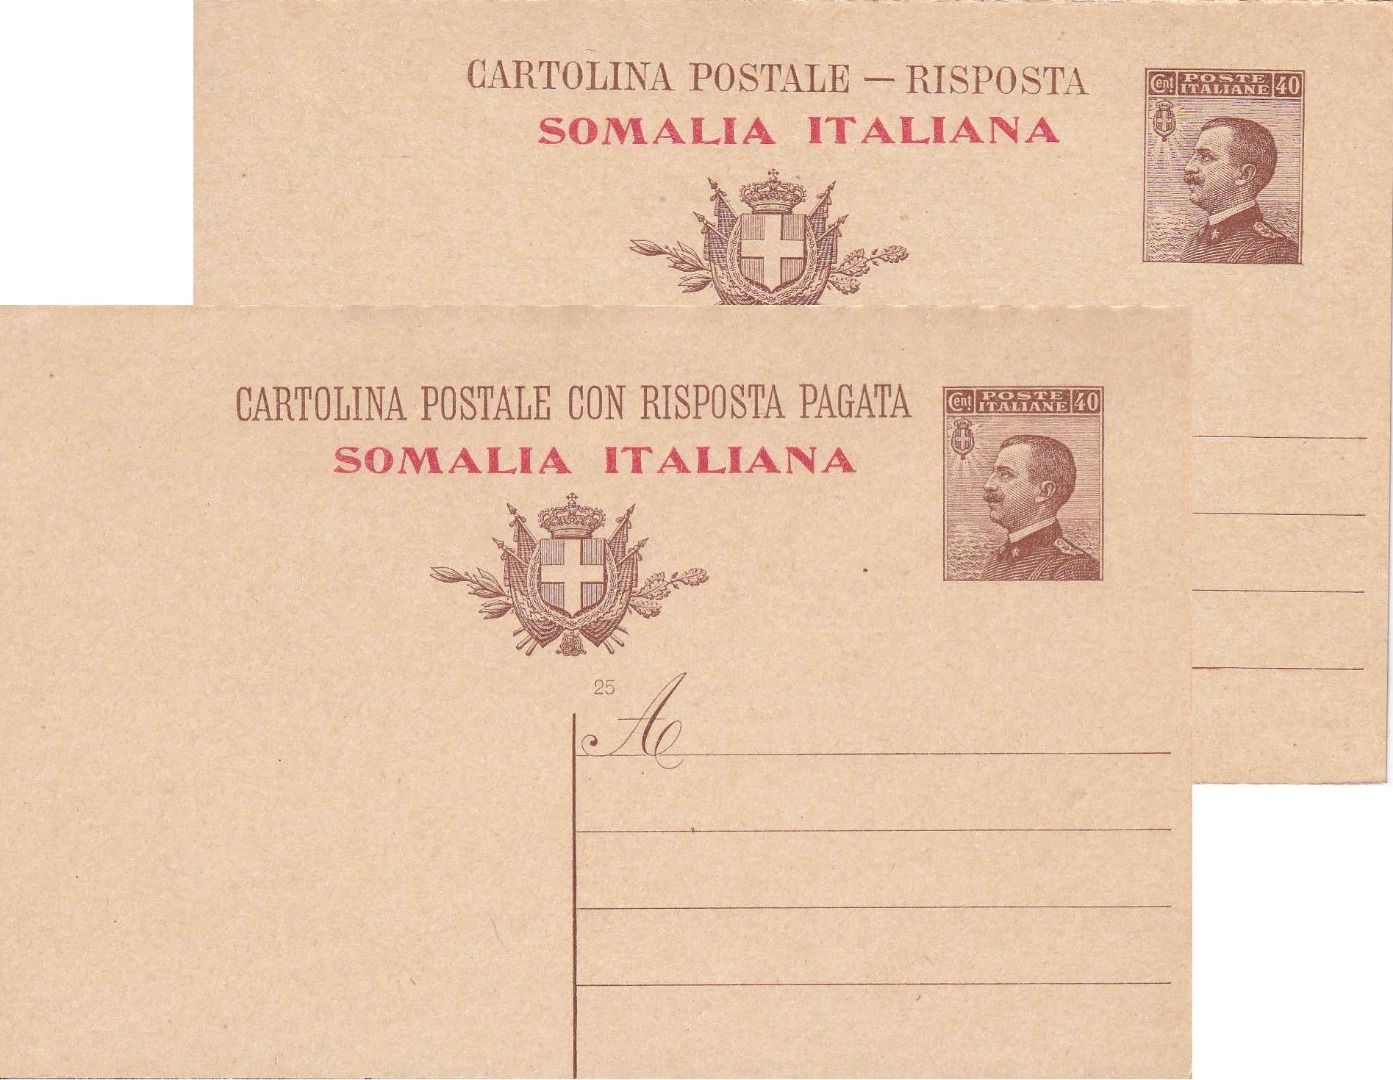 CARTOLINA POSTALE — RISPOSTA
SOMALIA ITALIANA
Cent POSTE ITALIANE 40
CARTOLINA POSTALE CON RISPOSTA PAGATA
SOMALIA ITALIANA
Cent POSTE ITALIANE 40
25
A